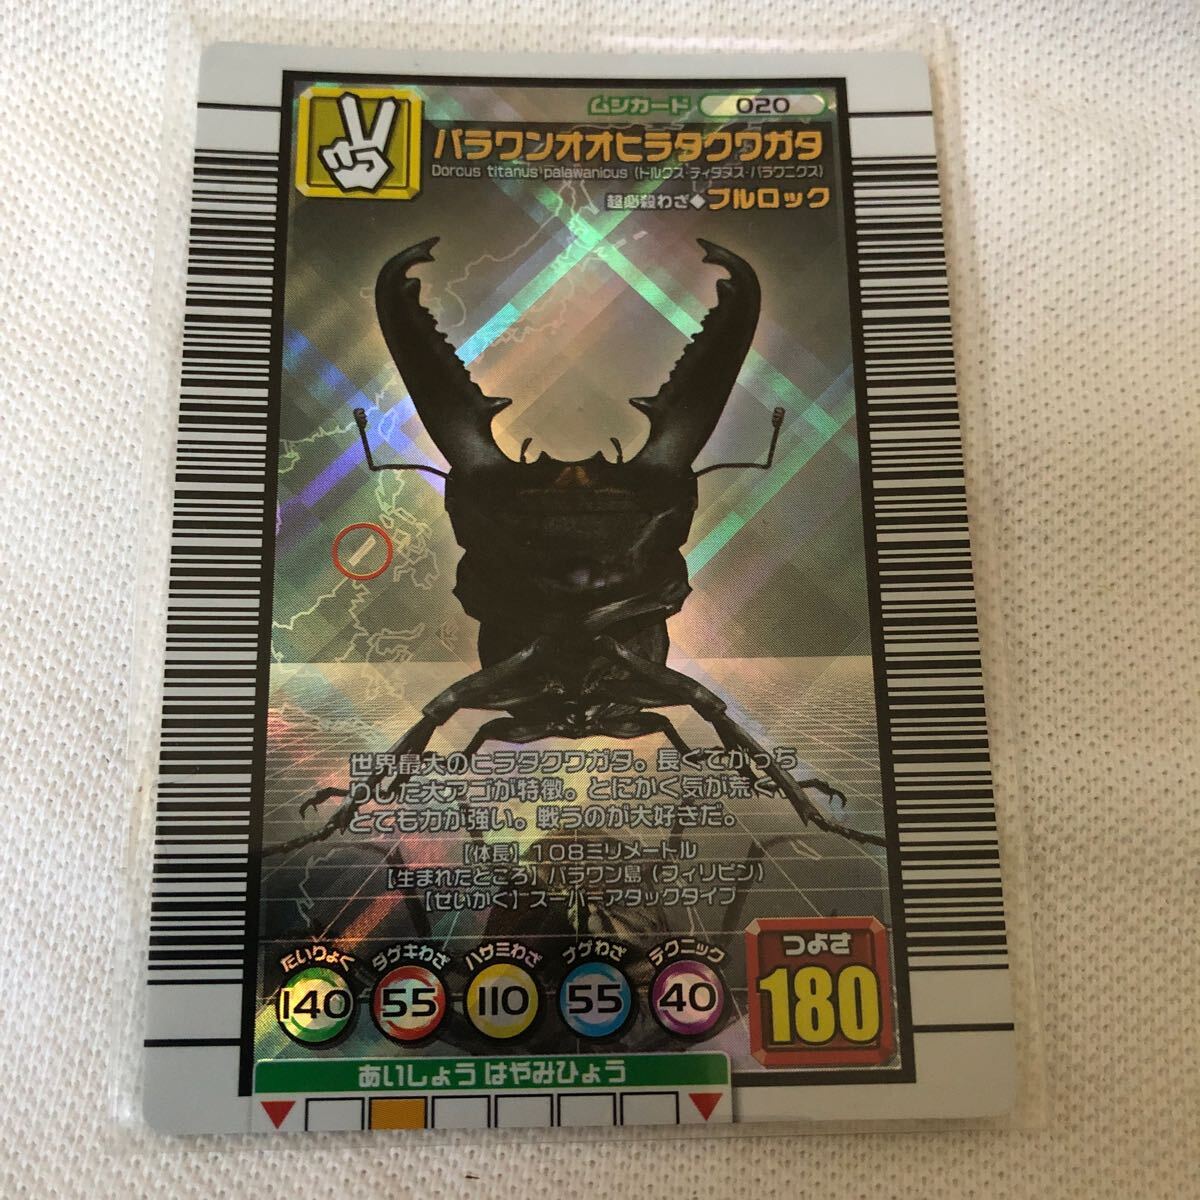 ムシカード 020
パラワンオオヒラタクワガタ
Dorcus titanus palawanicus (ドルクス・ティタヌス・パラワニクス)
超必殺わざ◆フルロック
世界最大のヒラタクワガタ。長くてがっち
りした大アゴが特徴。とにかく気が荒く、
とても力が強い。戦うのが大好きだ。
【体長】108ミリメートル
【生まれたところ】パラワン島(フィリピン)
【せいかく】スーパーアタックタイプ
たいりょく ダゲキわざ ハサミわざ ナゲわざ テクニック つよさ
140 55 110 55 40 180
あいしょう はやみひょう